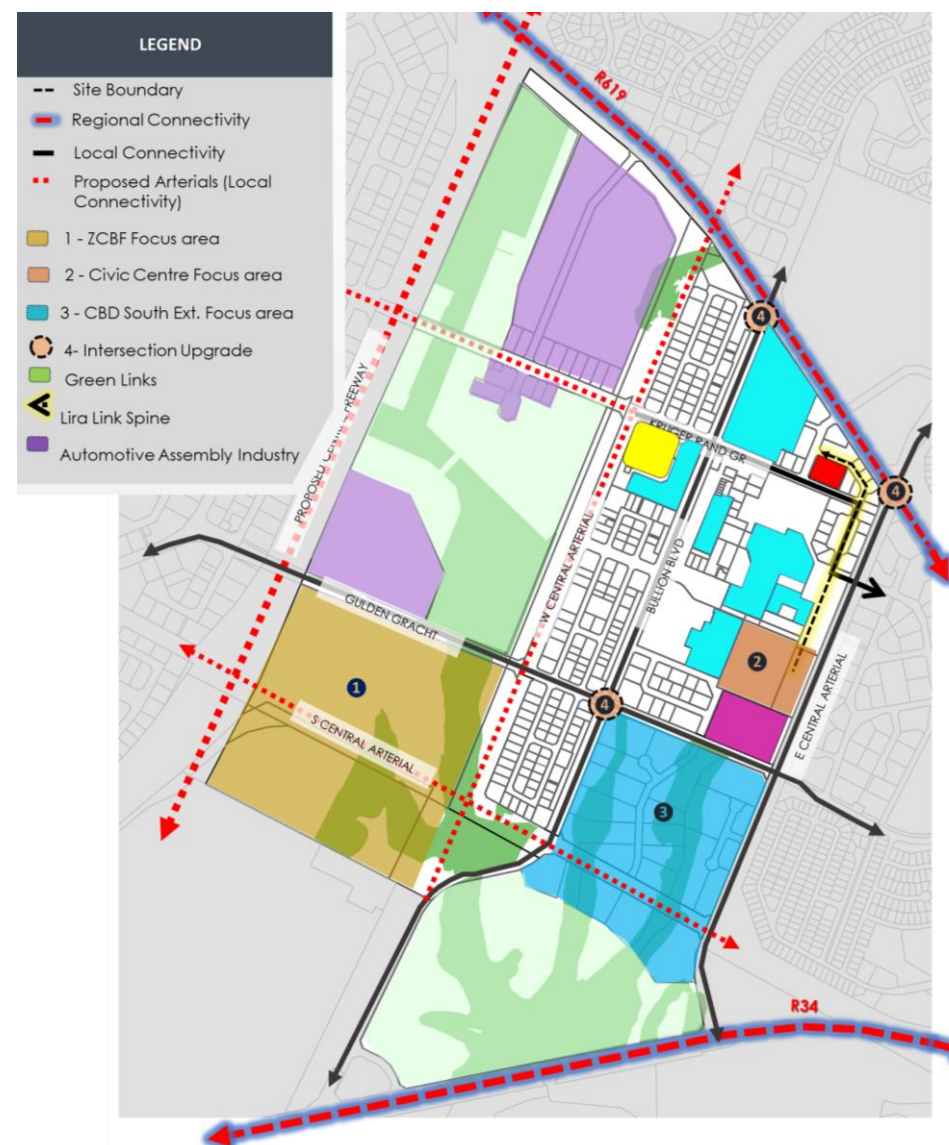 LEGEND
Site Boundary
Regional Connectivity
Local Connectivity
Proposed Arterials (Local
Connectivity)
1 - ZCBF Focus area
2 - Civic Centre Focus area
3 - CBD South Ext. Focus area
4- Intersection Upgrade
Green Links
Lira Link Spine
Automotive Assembly Industry
R619
4
PROPOSED
FREEWAY
KRUGER RAND GR
4
W CENTRAL ARTERIAL
BULLION BLVD
GULDEN GRACHT
2
1
4
E CENTRAL ARTERIAL
S CENTRAL ARTERIAL
3
R34